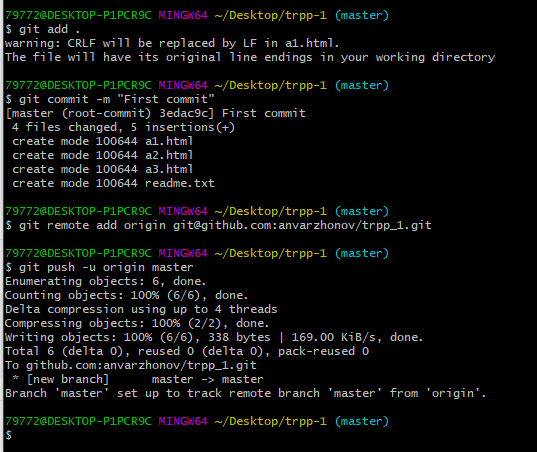 79772@DESKTOP-P1PCR9C MINGW64 ~/Desktop/trpp-1 (master)
$ git add .
warning: CRLF will be replaced by LF in a1.html.
The file will have its original line endings in your working directory
79772@DESKTOP-P1PCR9C MINGW64 ~/Desktop/trpp-1 (master)
$ git commit -m "First commit"
[master (root-commit) 3edac9c] First commit
4 files changed, 5 insertions(+)
create mode 100644 a1.html
create mode 100644 a2.html
create mode 100644 a3.html
create mode 100644 readme.txt
79772@DESKTOP-P1PCR9C MINGW64 ~/Desktop/trpp-1 (master)
$ git remote add origin git@github.com:anvarzhonov/trpp_1.git
79772@DESKTOP-P1PCR9C MINGW64 ~/Desktop/trpp-1 (master)
$ git push -u origin master
Enumerating objects: 6, done.
Counting objects: 100% (6/6), done.
Delta compression using up to 4 threads
Compressing objects: 100% (2/2), done.
Writing objects: 100% (6/6), 338 bytes | 169.00 KiB/s, done.
Total 6 (delta 0), reused 0 (delta 0), pack-reused 0
To github.com:anvarzhonov/trpp_1.git
* [new branch]      master -> master
Branch 'master' set up to track remote branch 'master' from 'origin'.
79772@DESKTOP-P1PCR9C MINGW64 ~/Desktop/trpp-1 (master)
$